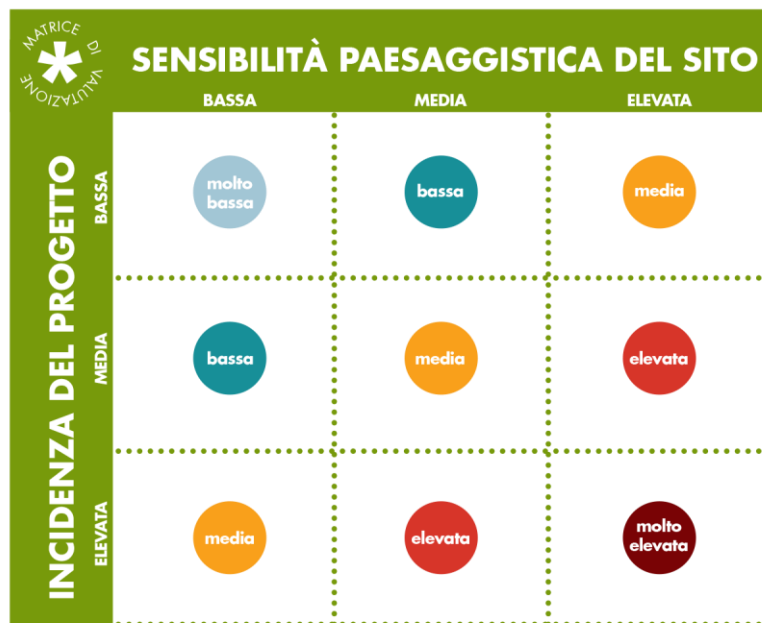 MATRICE DI VALUTAZIONE
SENSIBILITÀ PAESAGGISTICA DEL SITO
BASSA MEDIA ELEVATA
INCIDENZA DEL PROGETTO
BASSA
molto
bassa
bassa
media
MEDIA
bassa
media
elevata
ELEVATA
media
elevata
molto
elevata